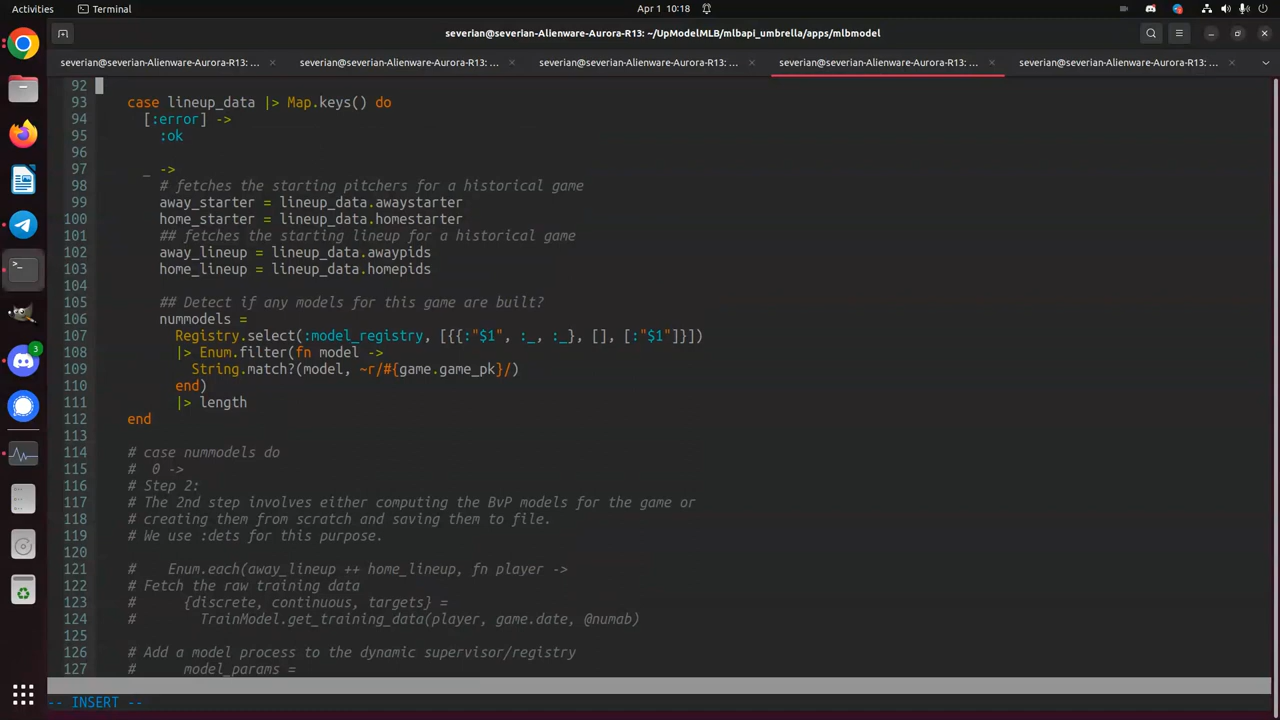 Activities
Terminal
Apr 1 10:18
severian@severian-Alienware-Aurora-R13: ~/UpModelMLB/mlbapi_umbrella/apps/mlbmodel
severian@severian-Alienware-Aurora-R13: ... × severian@severian-Alienware-Aurora-R13: ... × severian@severian-Alienware-Aurora-R13: ... × severian@severian-Alienware-Aurora-R13: ... × severian@severian-Alienware-Aurora-R13: ... ×
92
93 case lineup_data |> Map.keys() do
94 [:error] ->
95 :ok
96
97 _ ->
98 # fetches the starting pitchers for a historical game
99 away_starter = lineup_data.awaystarter
100 home_starter = lineup_data.homestarter
101 ## fetches the starting lineup for a historical game
102 away_lineup = lineup_data.awaypids
103 home_lineup = lineup_data.homepids
104
105 ## Detect if any models for this game are built?
106 nummodels =
107 Registry.select(:model_registry, [{{:"$1", :_, :_}, [], [:"$1"]}])
108 |> Enum.filter(fn model ->
109 String.match?(model, ~r/#{game.game_pk}/)
110 end)
111 |> length
112 end
113
114 # case nummodels do
115 # 0 ->
116 # Step 2:
117 # The 2nd step involves either computing the BvP models for the game or
118 # creating them from scratch and saving them to file.
119 # We use :dets for this purpose.
120
121 # Enum.each(away_lineup ++ home_lineup, fn player ->
122 # Fetch the raw training data
123 # {discrete, continuous, targets} =
124 # TrainModel.get_training_data(player, game.date, @numab)
125
126 # Add a model process to the dynamic supervisor/registry
127 # model_params =
-- INSERT --
3